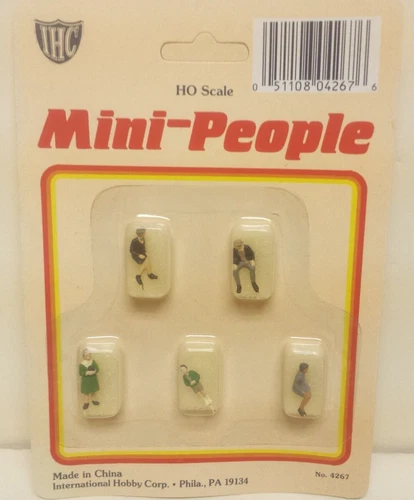 IHC
0 51108 04267 6
HO Scale
Mini-People
Made in China
International Hobby Corp. • Phila., PA 19134
No. 4267